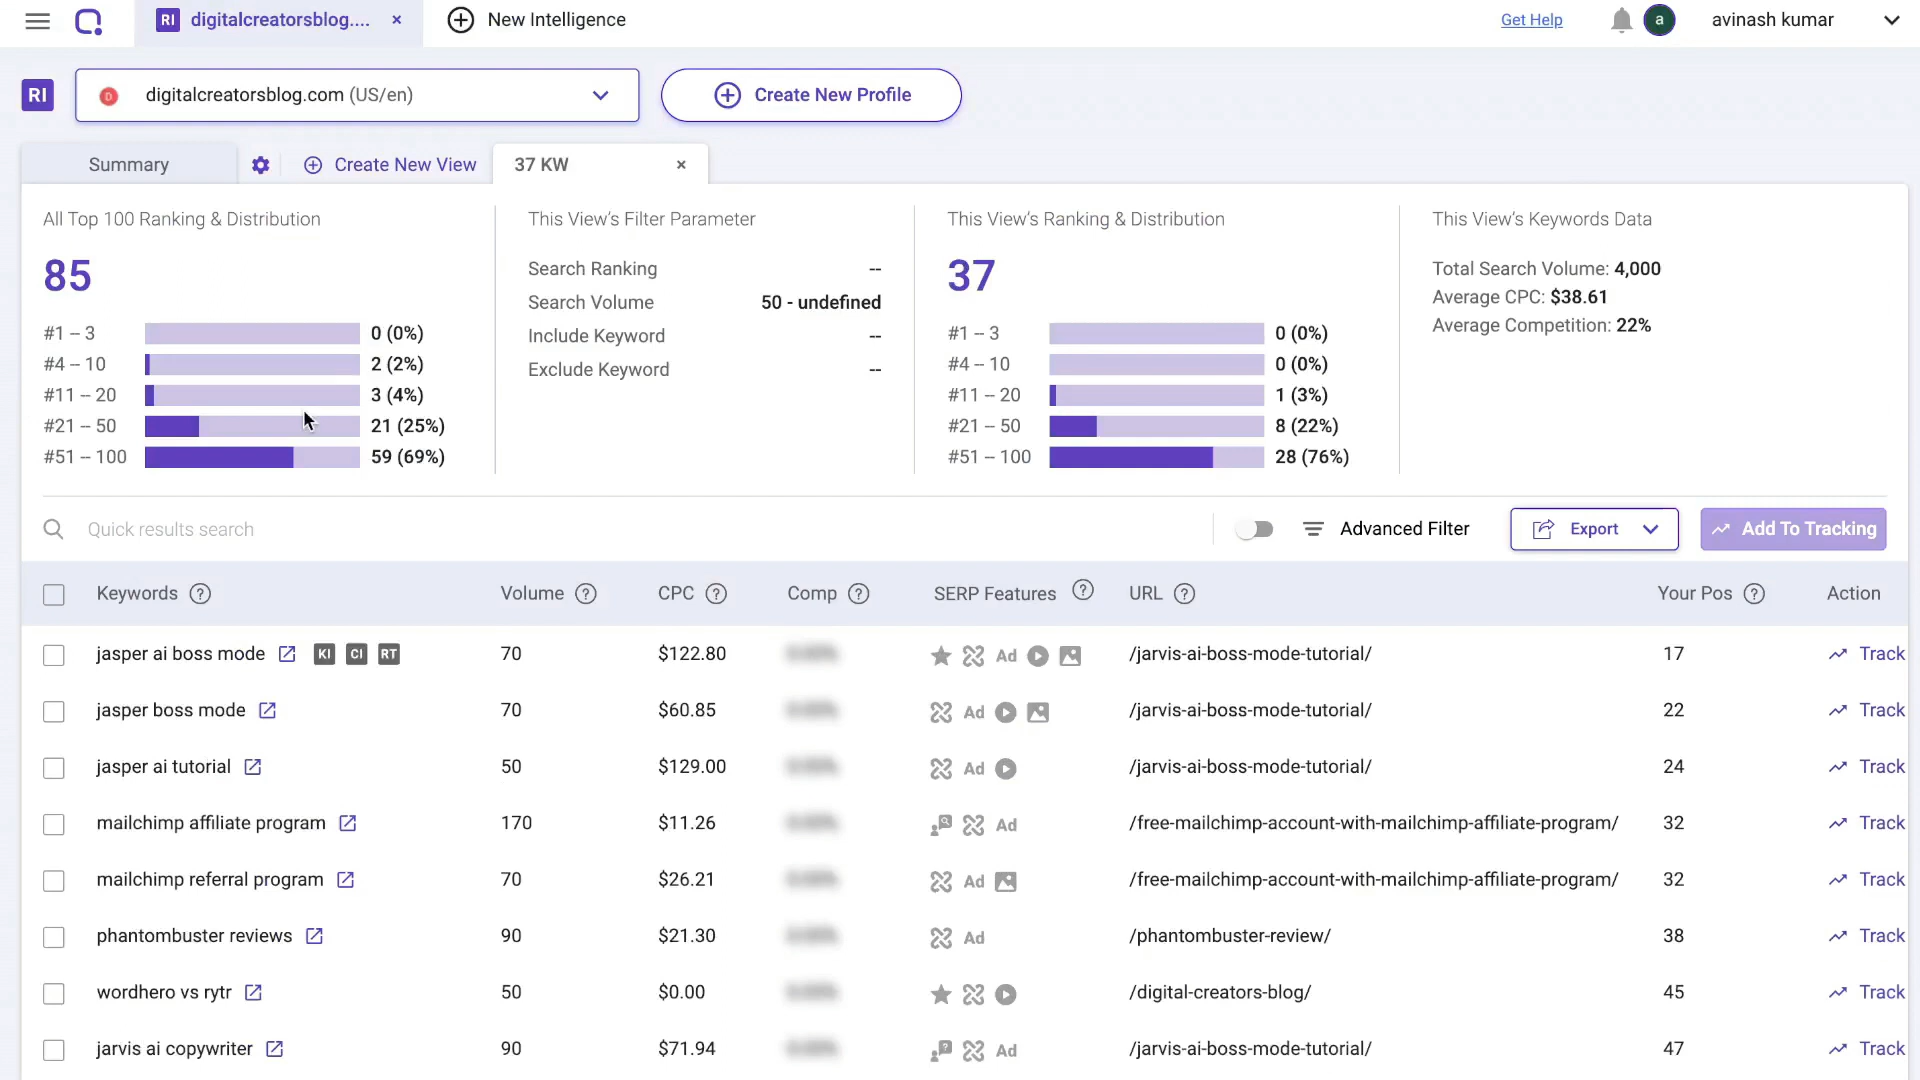 RI digitalcreatorsblog.... × New Intelligence Get Help a avinash kumar
RI D digitalcreatorsblog.com (US/en) Create New Profile
Summary Create New View 37 KW ×
All Top 100 Ranking & Distribution
85
#1 – 3 0 (0%)
#4 – 10 2 (2%)
#11 – 20 3 (4%)
#21 – 50 21 (25%)
#51 – 100 59 (69%)
This View's Filter Parameter
Search Ranking --
Search Volume 50 - undefined
Include Keyword --
Exclude Keyword --
This View's Ranking & Distribution
37
#1 – 3 0 (0%)
#4 – 10 0 (0%)
#11 – 20 1 (3%)
#21 – 50 8 (22%)
#51 – 100 28 (76%)
This View's Keywords Data
Total Search Volume: 4,000
Average CPC: $38.61
Average Competition: 22%
Quick results search Advanced Filter Export Add To Tracking
Keywords ? Volume ? CPC ? Comp ? SERP Features ? URL ? Your Pos ? Action
jasper ai boss mode KI CI RT 70 $122.80 Ad /jarvis-ai-boss-mode-tutorial/ 17 Track
jasper boss mode 70 $60.85 Ad /jarvis-ai-boss-mode-tutorial/ 22 Track
jasper ai tutorial 50 $129.00 Ad /jarvis-ai-boss-mode-tutorial/ 24 Track
mailchimp affiliate program 170 $11.26 Ad /free-mailchimp-account-with-mailchimp-affiliate-program/ 32 Track
mailchimp referral program 70 $26.21 Ad /free-mailchimp-account-with-mailchimp-affiliate-program/ 32 Track
phantombuster reviews 90 $21.30 Ad /phantombuster-review/ 38 Track
wordhero vs rytr 50 $0.00 /digital-creators-blog/ 45 Track
jarvis ai copywriter 90 $71.94 Ad /jarvis-ai-boss-mode-tutorial/ 47 Track